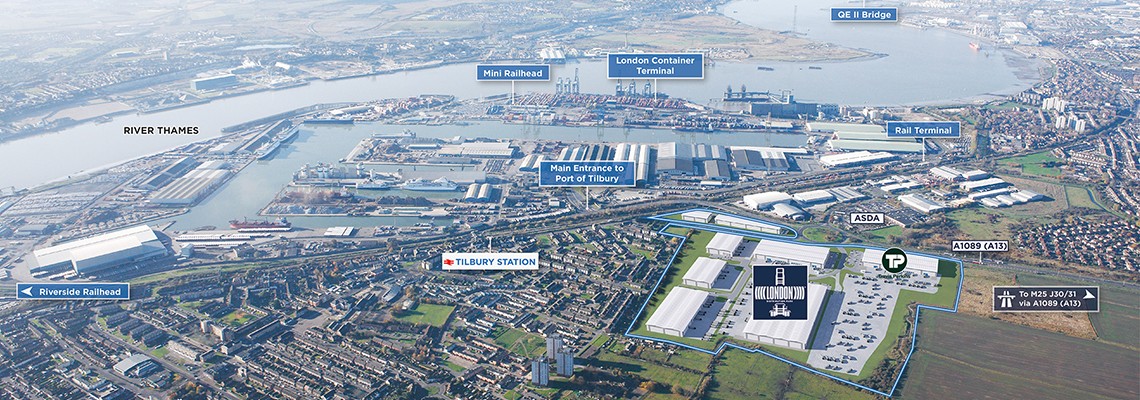 QE II Bridge
Mini Railhead
London Container
Terminal
RIVER THAMES
Rail Terminal
Main Entrance to
Port of Tilbury
ASDA
A1089 (A13)
TILBURY STATION
TP
LONDON
Riverside Railhead
To M25 J30/31
via A1089 (A13)